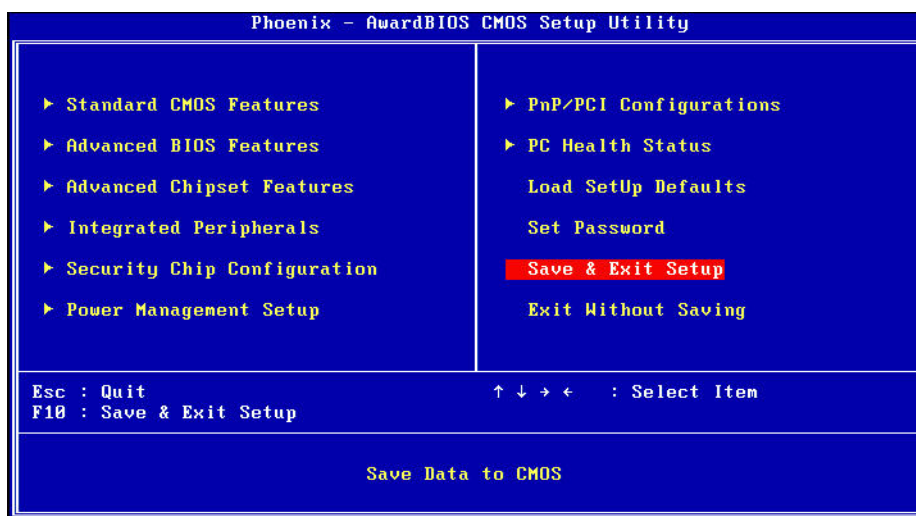 Phoenix - AwardBIOS CMOS Setup Utility
▶ Standard CMOS Features
▶ Advanced BIOS Features
▶ Advanced Chipset Features
▶ Integrated Peripherals
▶ Security Chip Configuration
▶ Power Management Setup
▶ PnP/PCI Configurations
▶ PC Health Status
Load SetUp Defaults
Set Password
Save & Exit Setup
Exit Without Saving
Esc : Quit
F10 : Save & Exit Setup
↑ ↓ → ← : Select Item
Save Data to CMOS